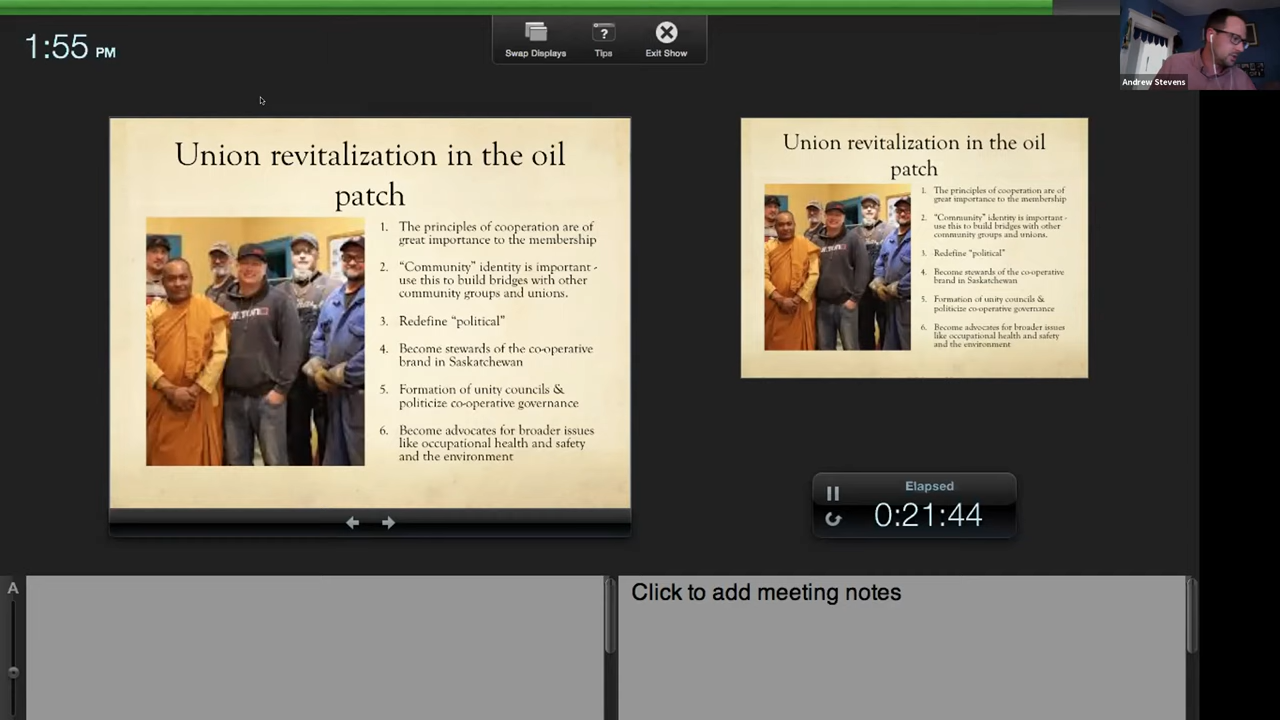 1:55 PM
Swap Displays
Tips
Exit Show
Andrew Stevens
Union revitalization in the oil
patch
1. The principles of cooperation are of
great importance to the membership
2. “Community” identity is important -
use this to build bridges with other
community groups and unions.
3. Redefine “political”
4. Become stewards of the co-operative
brand in Saskatchewan
5. Formation of unity councils &
politicize co-operative governance
6. Become advocates for broader issues
like occupational health and safety
and the environment
Union revitalization in the oil
patch
1. The principles of cooperation are of
great importance to the membership
2. “Community” identity is important -
use this to build bridges with other
community groups and unions.
3. Redefine “political”
4. Become stewards of the co-operative
brand in Saskatchewan
5. Formation of unity councils &
politicize co-operative governance
6. Become advocates for broader issues
like occupational health and safety
and the environment
Elapsed
0:21:44
A
Click to add meeting notes